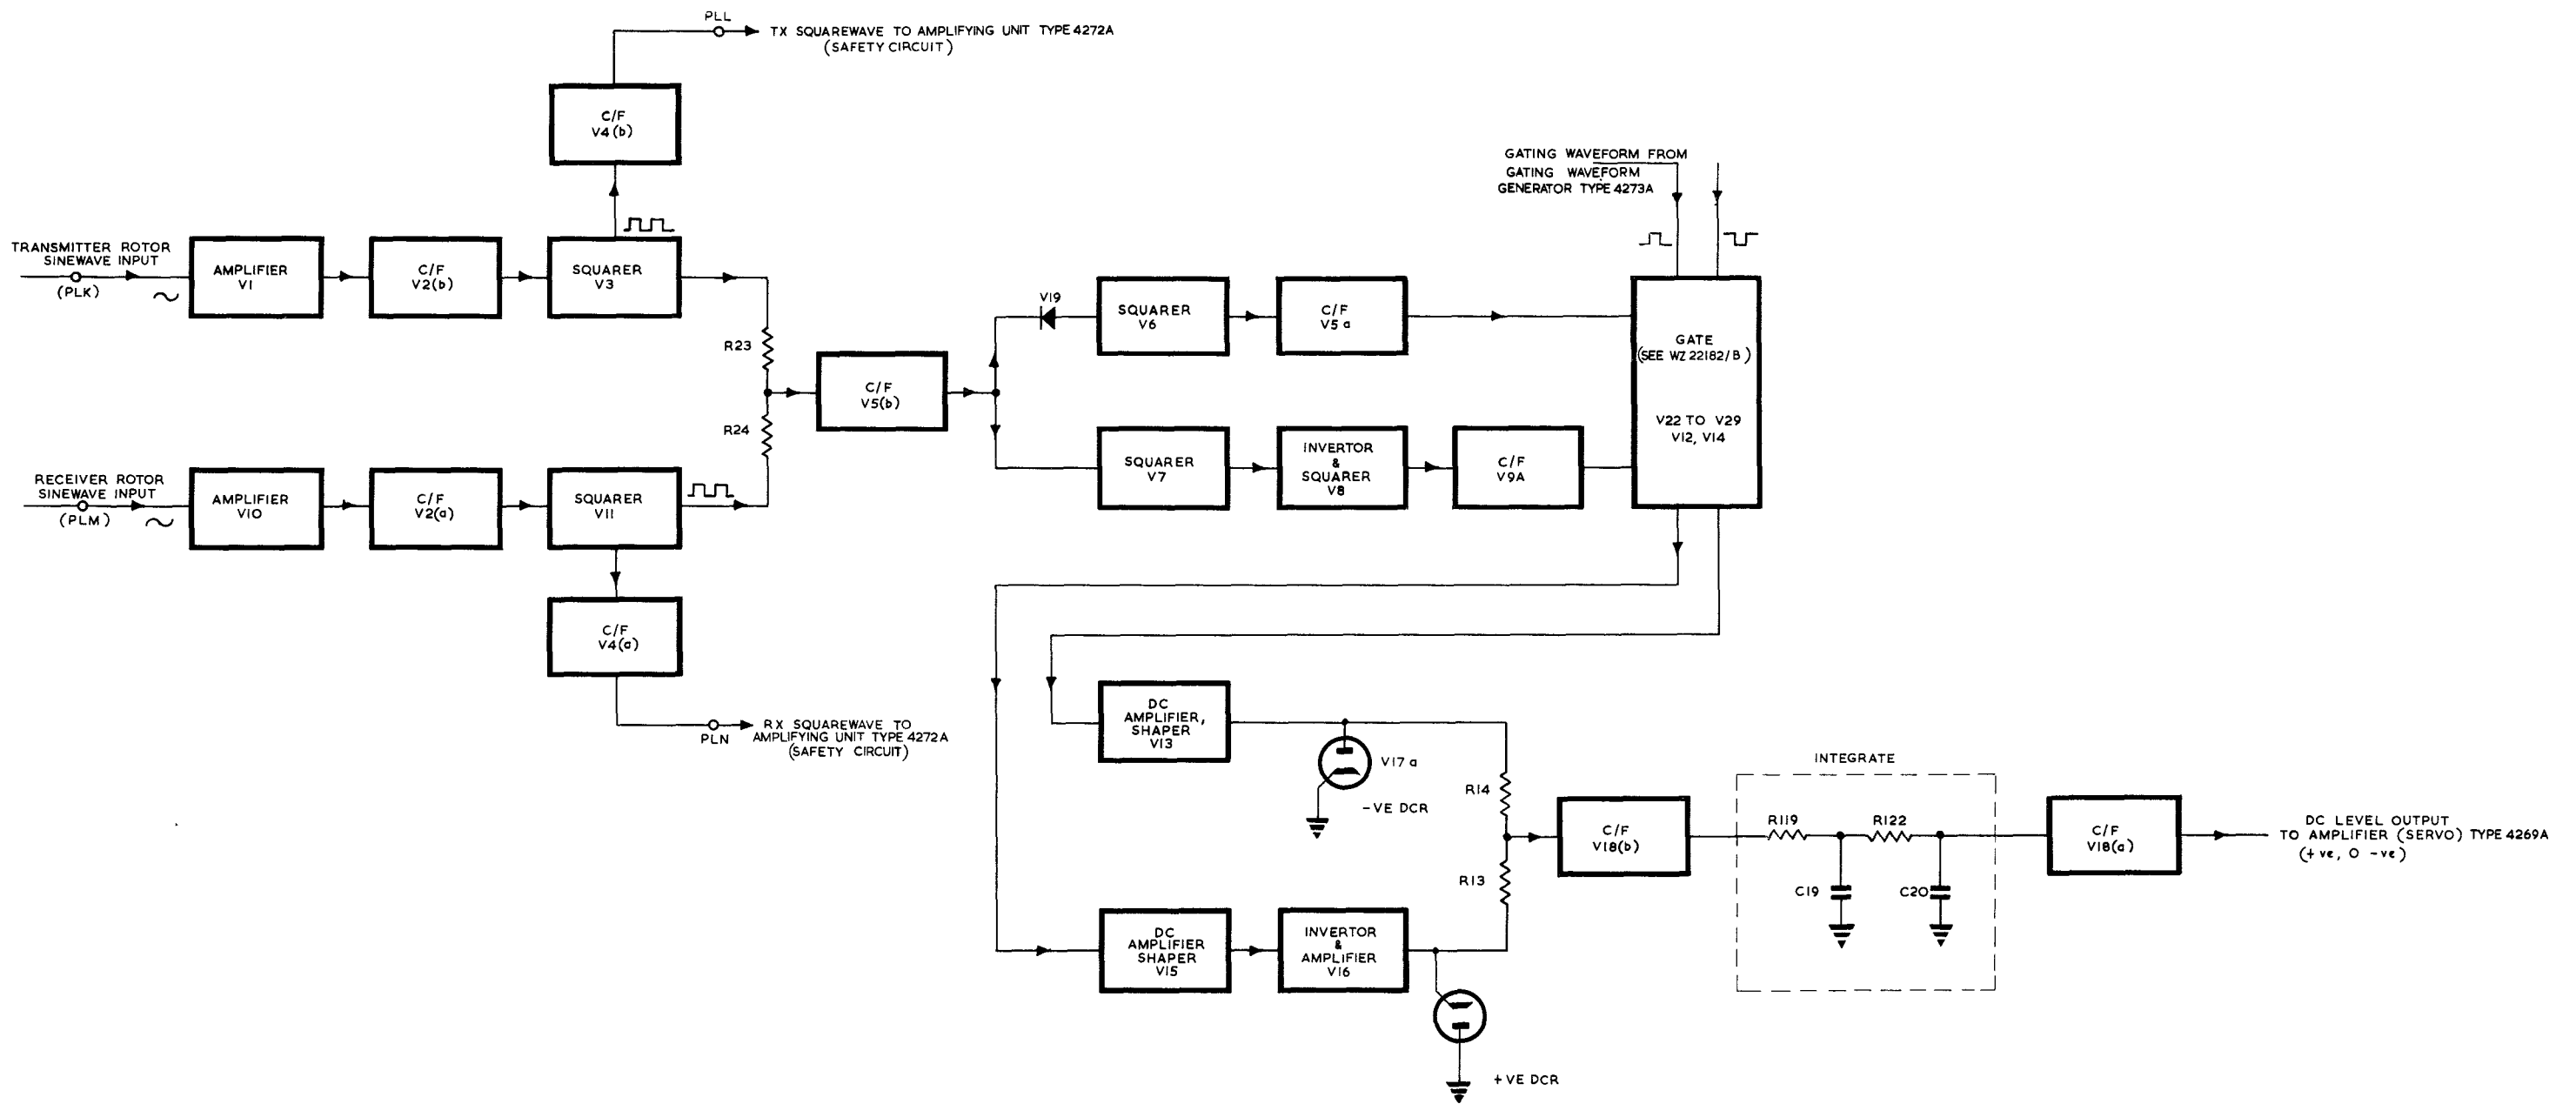 PLL
TX SQUAREWAVE TO AMPLIFYING UNIT TYPE 4272A
(SAFETY CIRCUIT)
C/F
V4(b)
GATING WAVEFORM FROM
GATING WAVEFORM
GENERATOR TYPE 4273A
TRANSMITTER ROTOR
SINEWAVE INPUT
(PLK)
AMPLIFIER
V1
C/F
V2(b)
SQUARER
V3
R23
R24
C/F
V5(b)
V19
SQUARER
V6
C/F
V5a
GATE
(SEE WZ 22182/B)
V22 TO V29
V12, V14
SQUARER
V7
INVERTOR
&
SQUARER
V8
C/F
V9A
RECEIVER ROTOR
SINEWAVE INPUT
(PLM)
AMPLIFIER
V10
C/F
V2(a)
SQUARER
V11
C/F
V4(a)
PLN
RX SQUAREWAVE TO
AMPLIFYING UNIT TYPE 4272A
(SAFETY CIRCUIT)
DC
AMPLIFIER,
SHAPER
V13
V17a
-VE DCR
R14
R13
C/F
V18(b)
INTEGRATE
R119
R122
C19
C20
C/F
V18(a)
DC LEVEL OUTPUT
TO AMPLIFIER (SERVO) TYPE 4269A
(+ve, O -ve)
DC
AMPLIFIER
SHAPER
V15
INVERTOR
&
AMPLIFIER
V16
+VE DCR